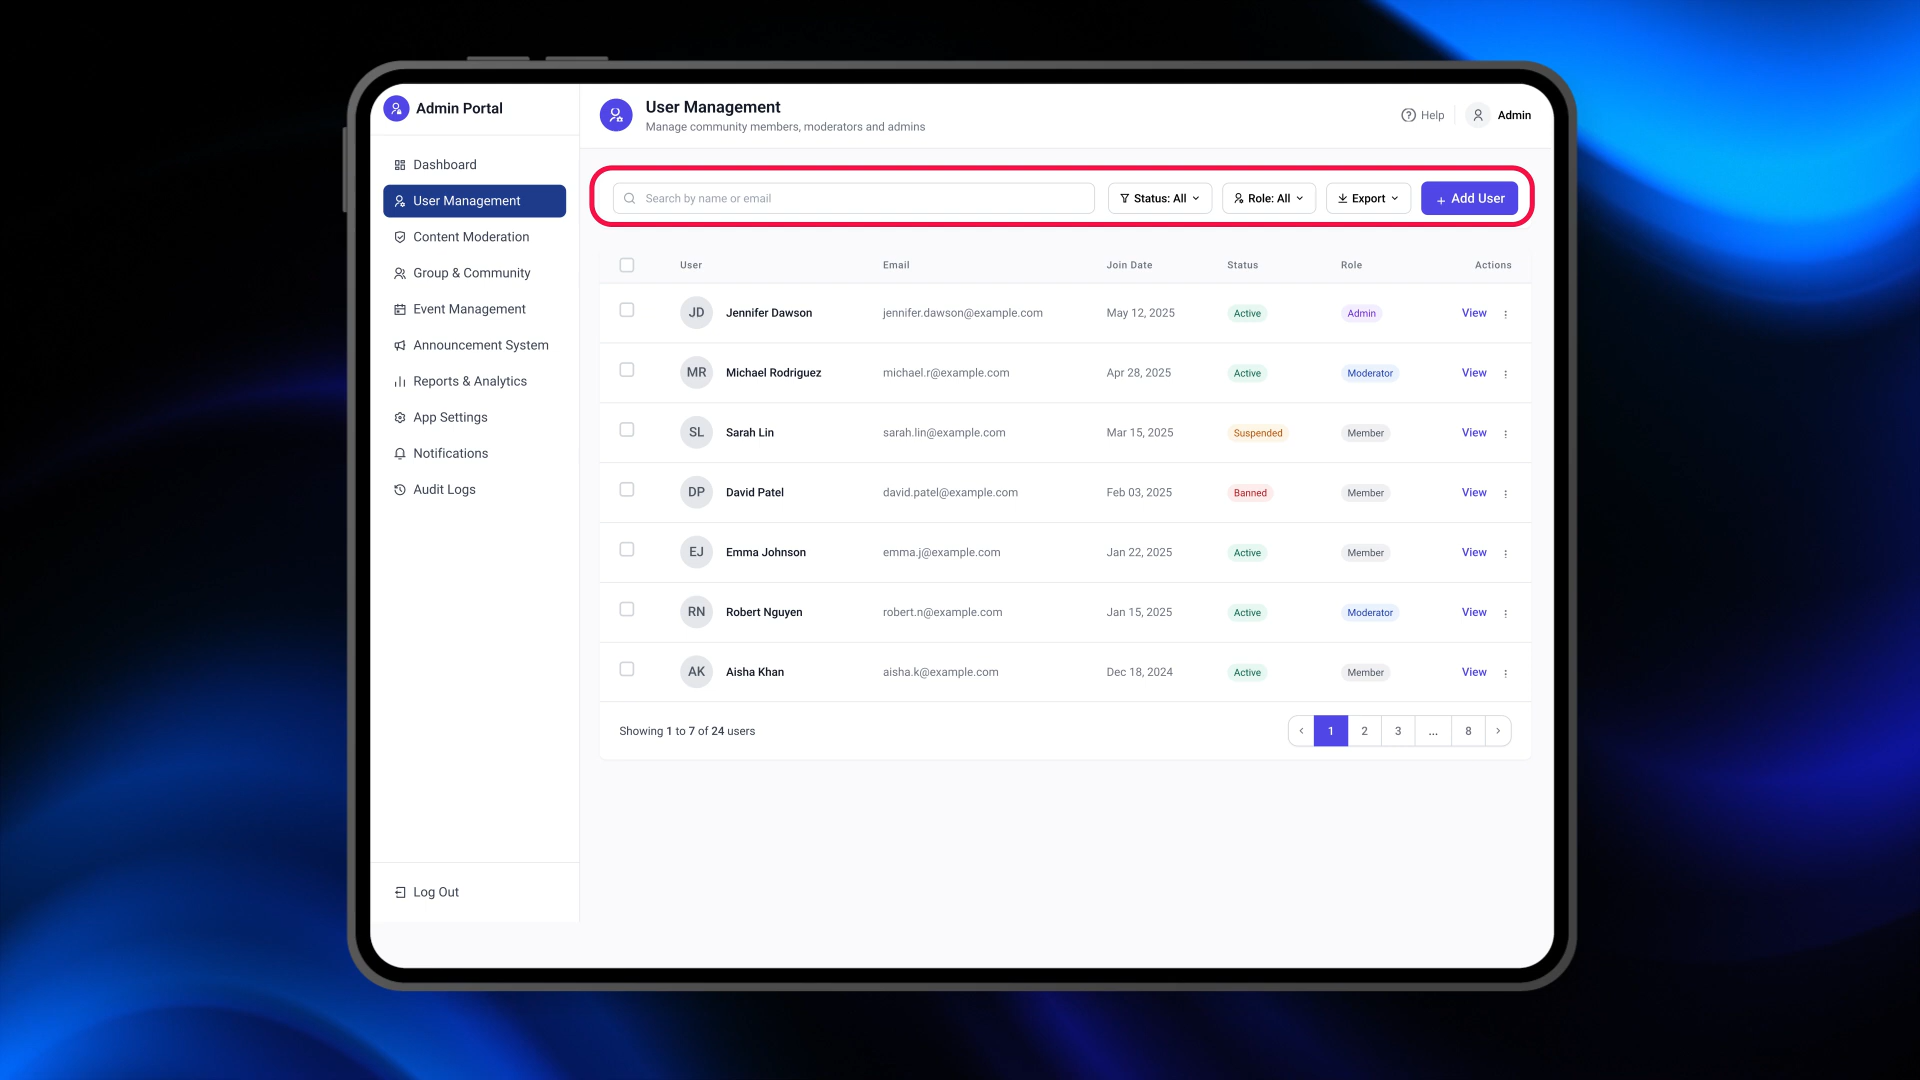 Admin Portal
Dashboard
User Management
Content Moderation
Group & Community
Event Management
Announcement System
Reports & Analytics
App Settings
Notifications
Audit Logs
Log Out
User Management
Manage community members, moderators and admins
Help
Admin
Search by name or email
Status: All
Role: All
Export
+ Add User
User Email Join Date Status Role Actions
JD Jennifer Dawson jennifer.dawson@example.com May 12, 2025 Active Admin View
MR Michael Rodriguez michael.r@example.com Apr 28, 2025 Active Moderator View
SL Sarah Lin sarah.lin@example.com Mar 15, 2025 Suspended Member View
DP David Patel david.patel@example.com Feb 03, 2025 Banned Member View
EJ Emma Johnson emma.j@example.com Jan 22, 2025 Active Member View
RN Robert Nguyen robert.n@example.com Jan 15, 2025 Active Moderator View
AK Aisha Khan aisha.k@example.com Dec 18, 2024 Active Member View
Showing 1 to 7 of 24 users
1 2 3 ... 8